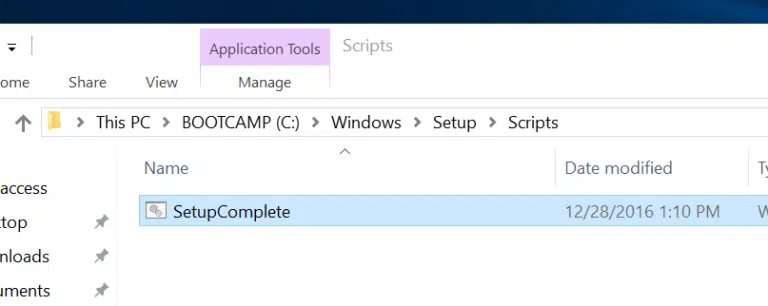 Application Tools Scripts
ome Share View Manage
This PC > BOOTCAMP (C:) > Windows > Setup > Scripts
Name Date modified Ty
access
SetupComplete 12/28/2016 1:10 PM W
ktop
nloads
uments